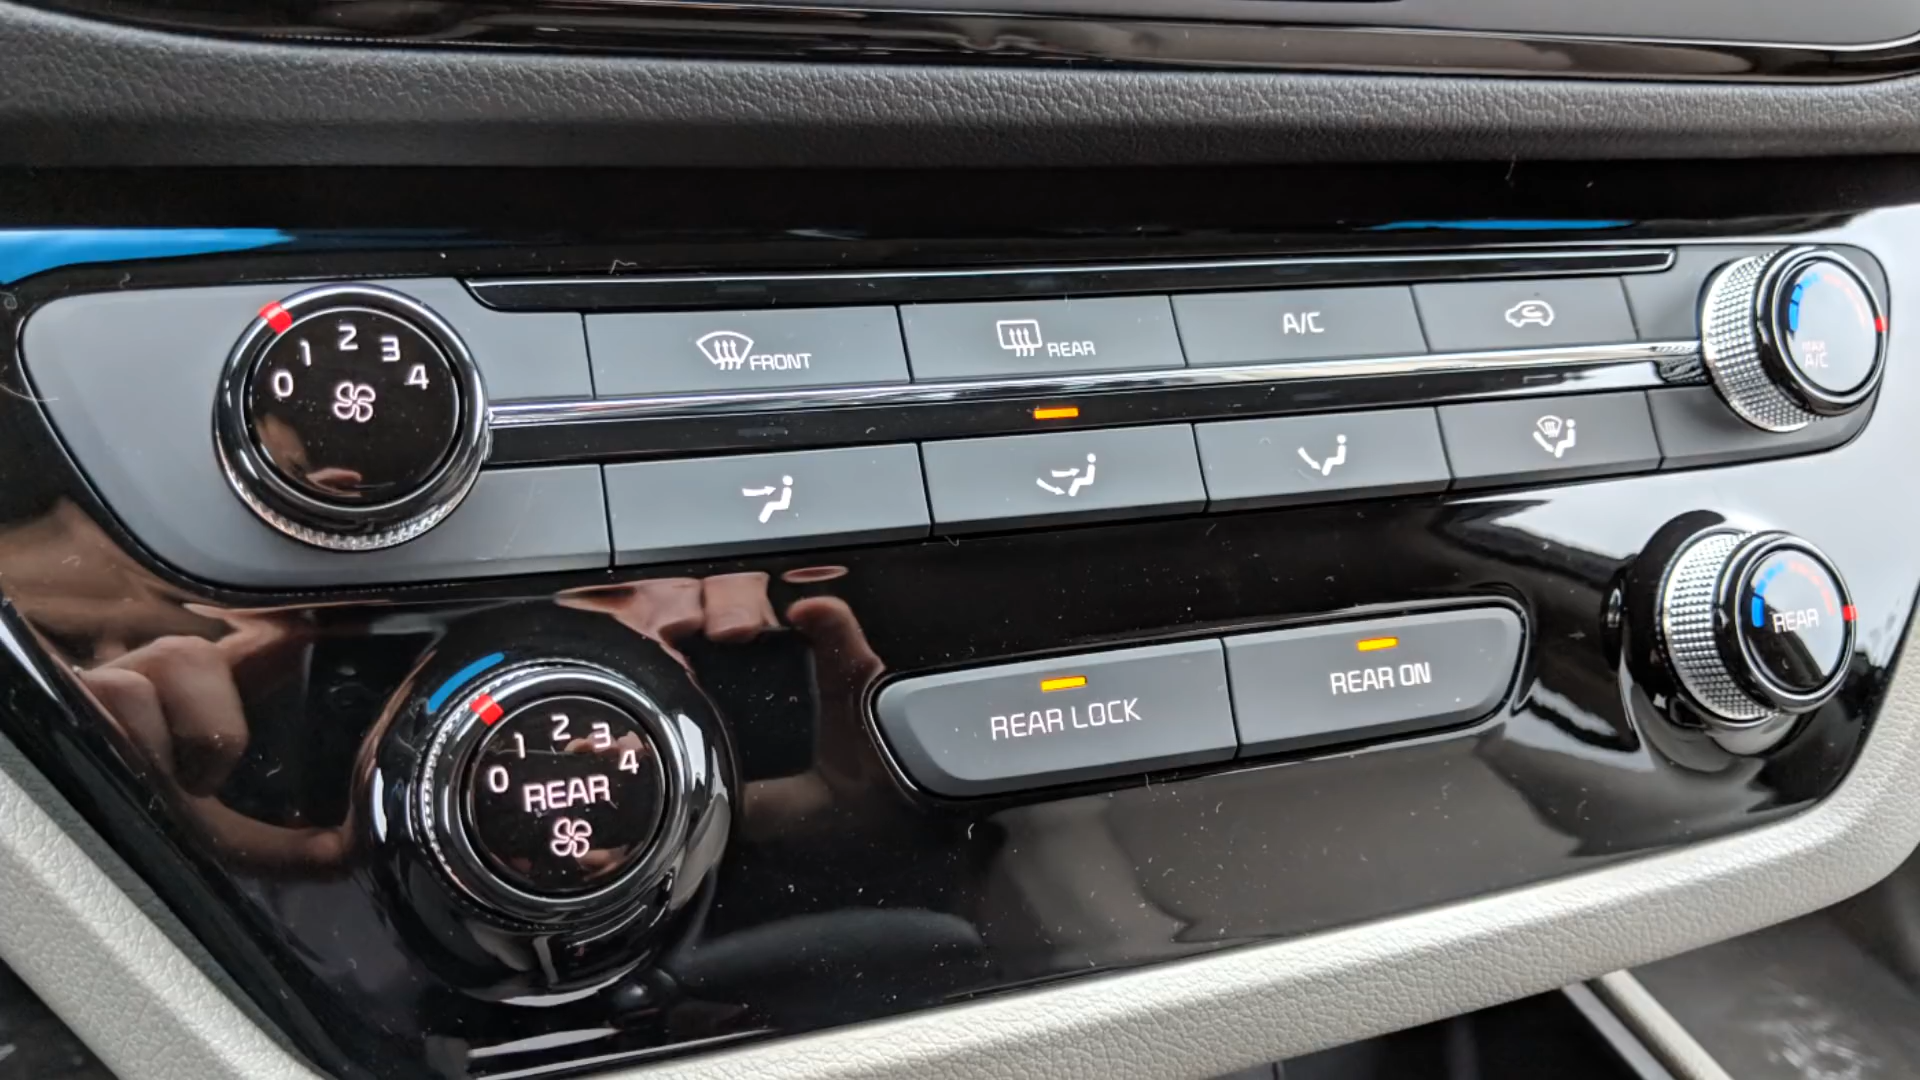 0 1 2 3 4
FRONT
REAR
A/C
MAX
A/C
0 1 2 3 4
REAR
REAR LOCK
REAR ON
REAR